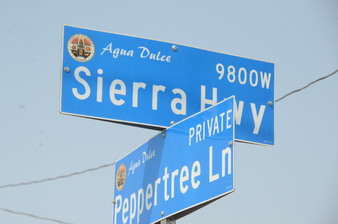 Agua Dulce
9800W
Sierra Hwy
Agua Dulce
PRIVATE
Peppertree Ln